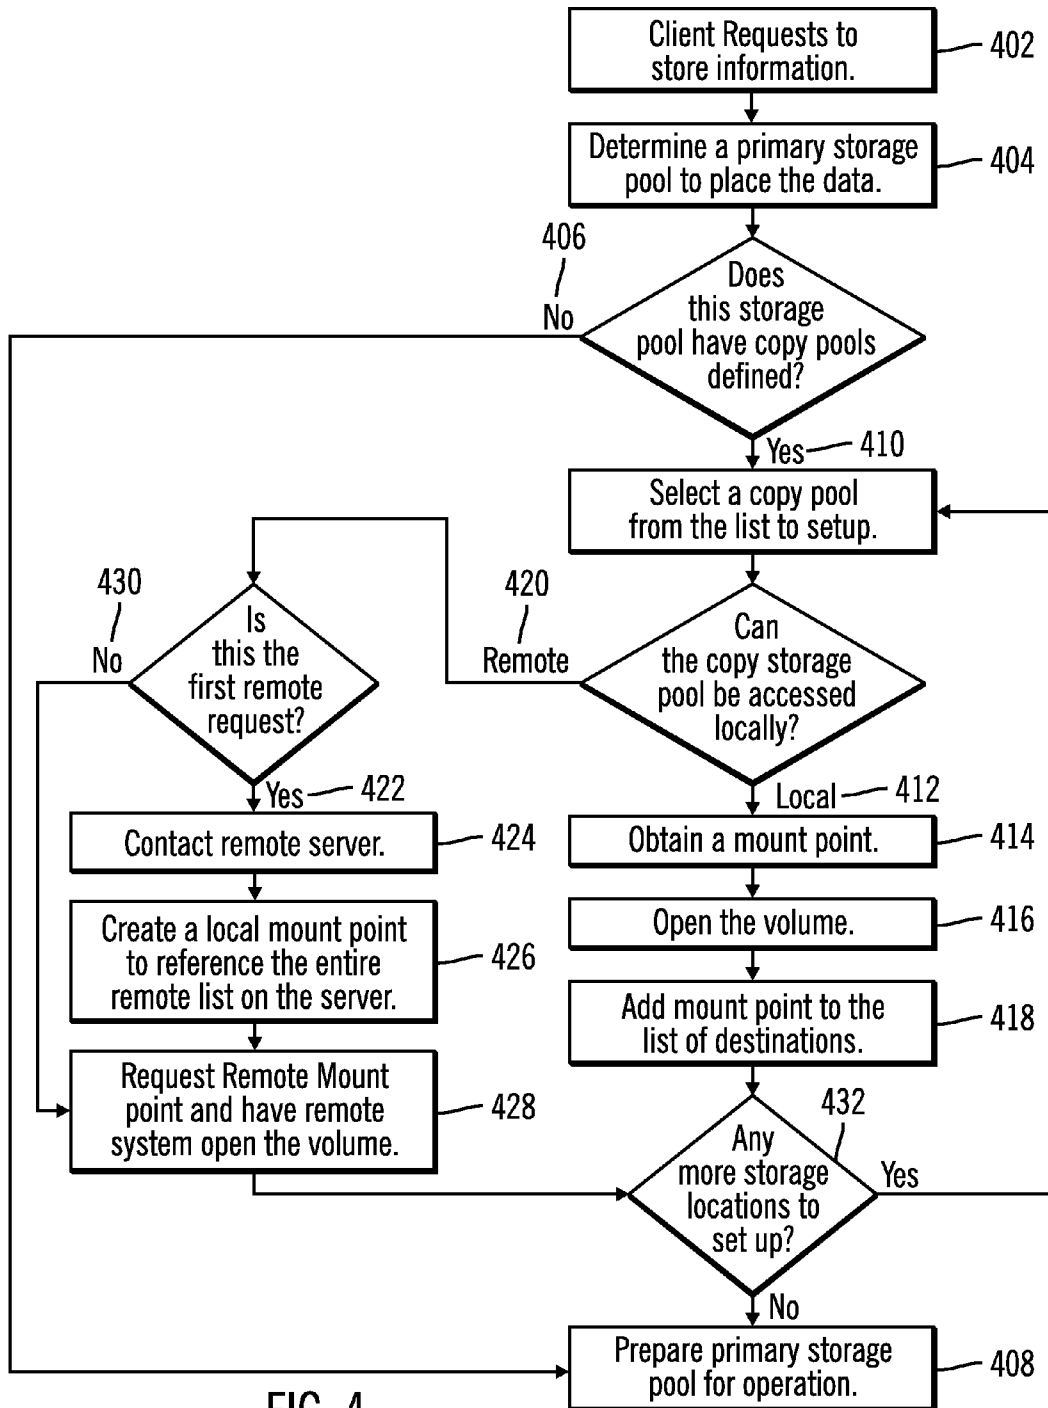 Client Requests to
store information.
402
Determine a primary storage
pool to place the data.
404
406
No
Does
this storage
pool have copy pools
defined?
Yes
410
Select a copy pool
from the list to setup.
430
No
Is
this the
first remote
request?
420
Remote
Can
the copy storage
pool be accessed
locally?
Yes
422
Local
412
Contact remote server.
424
Obtain a mount point.
414
Create a local mount point
to reference the entire
remote list on the server.
426
Open the volume.
416
Add mount point to the
list of destinations.
418
Request Remote Mount
point and have remote
system open the volume.
428
432
Any
more storage
locations to
set up?
Yes
No
Prepare primary storage
pool for operation.
408
FIG. 4